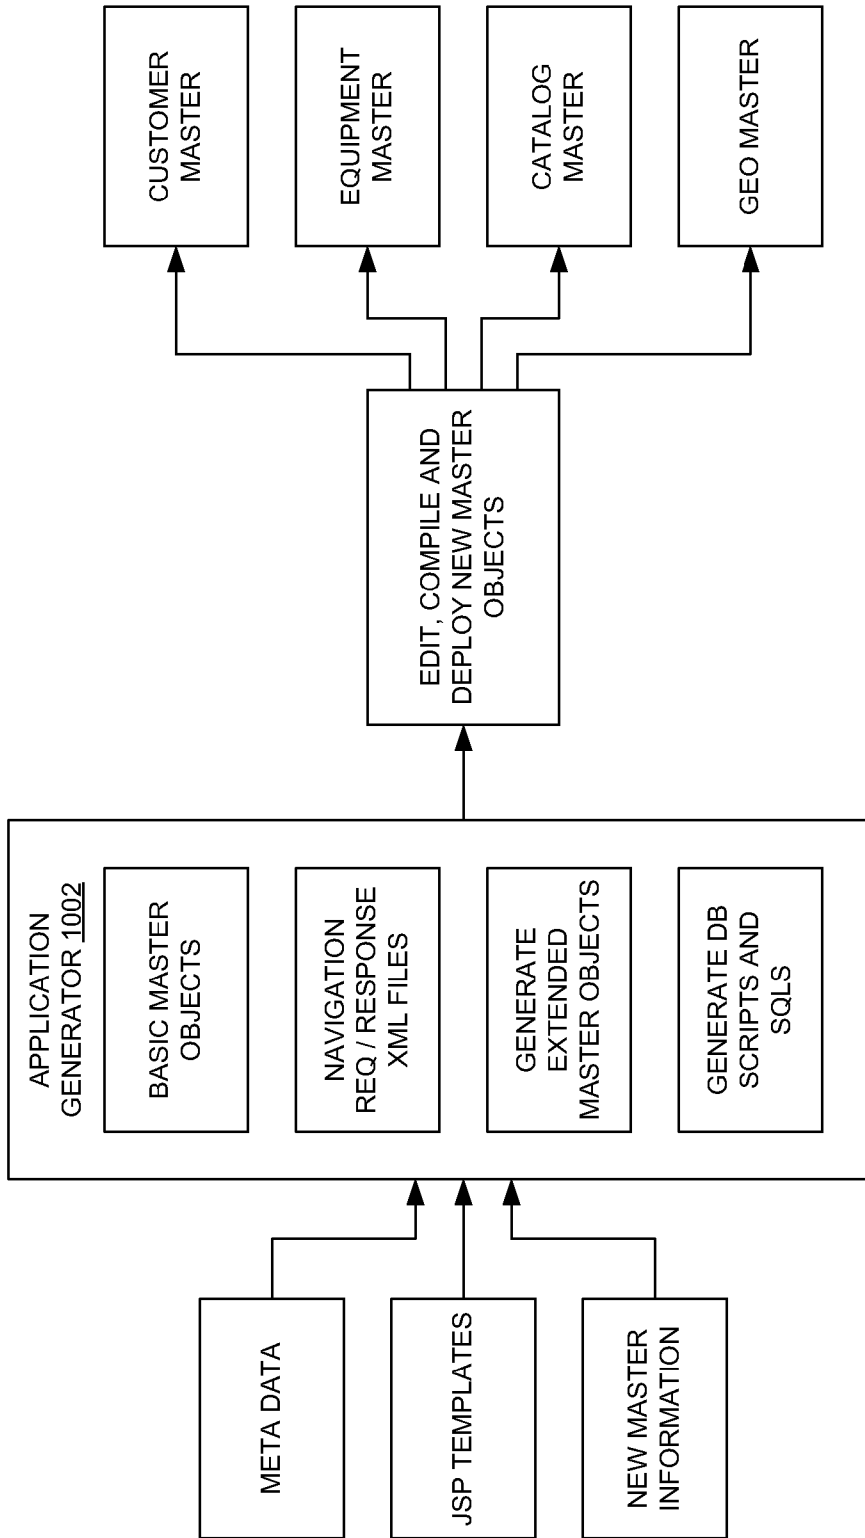 META DATA
JSP TEMPLATES
NEW MASTER
INFORMATION
APPLICATION
GENERATOR 1002
BASIC MASTER
OBJECTS
NAVIGATION
REQ / RESPONSE
XML FILES
GENERATE
EXTENDED
MASTER OBJECTS
GENERATE DB
SCRIPTS AND
SQLS
EDIT, COMPILE AND
DEPLOY NEW MASTER
OBJECTS
CUSTOMER
MASTER
EQUIPMENT
MASTER
CATALOG
MASTER
GEO MASTER